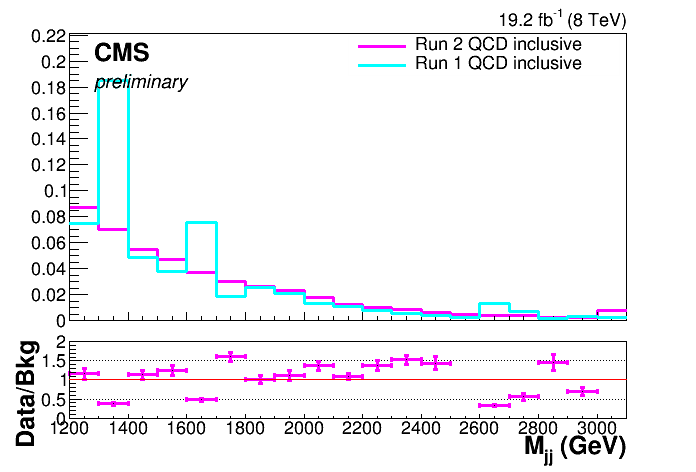 19.2 fb-1 (8 TeV)
CMS
preliminary
Run 2 QCD inclusive
Run 1 QCD inclusive
0.22
0.2
0.18
0.16
0.14
0.12
0.1
0.08
0.06
0.04
0.02
0
Data/Bkg
2
1.5
1
0.5
0
1200 1400 1600 1800 2000 2200 2400 2600 2800 3000
Mjj (GeV)